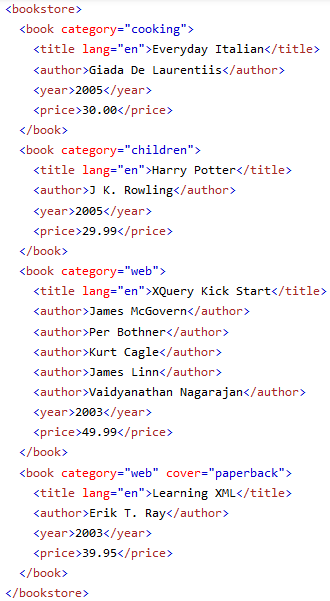 <bookstore>
  <book category="cooking">
    <title lang="en">Everyday Italian</title>
    <author>Giada De Laurentiis</author>
    <year>2005</year>
    <price>30.00</price>
  </book>
  <book category="children">
    <title lang="en">Harry Potter</title>
    <author>J K. Rowling</author>
    <year>2005</year>
    <price>29.99</price>
  </book>
  <book category="web">
    <title lang="en">XQuery Kick Start</title>
    <author>James McGovern</author>
    <author>Per Bothner</author>
    <author>Kurt Cagle</author>
    <author>James Linn</author>
    <author>Vaidyanathan Nagarajan</author>
    <year>2003</year>
    <price>49.99</price>
  </book>
  <book category="web" cover="paperback">
    <title lang="en">Learning XML</title>
    <author>Erik T. Ray</author>
    <year>2003</year>
    <price>39.95</price>
  </book>
</bookstore>